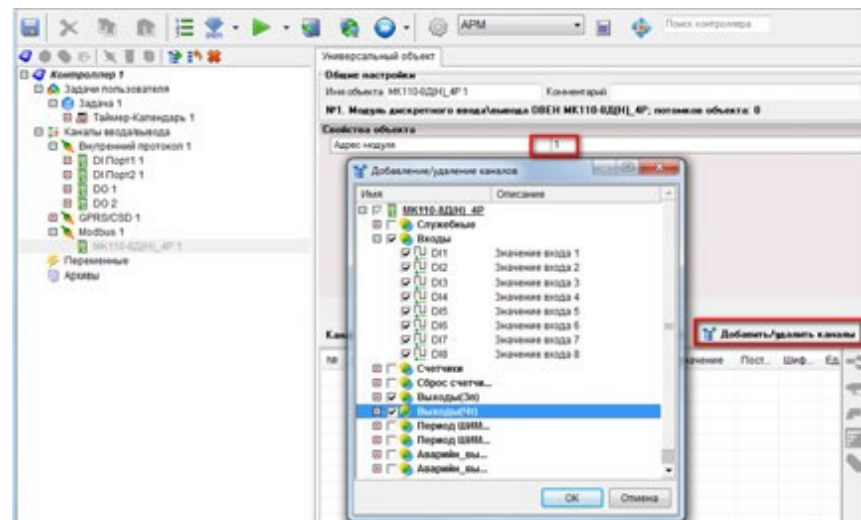 АРМ
Поиск контроллера
Контроллер 1
Задачи пользователя
Задача 1
Таймер-Календарь 1
Каналы ввода/вывода
Внутренний протокол 1
DI Порт1 1
DI Порт2 1
DO 1
DO 2
GPRS/CSD 1
Modbus 1
МК110-8Д(Н)_4Р 1
Переменные
Архивы
Универсальный объект
Общие настройки
Имя объекта МК110-8Д(Н)_4Р 1 Комментарий
№1. Модуль дискретного ввода\вывода ОВЕН МК110-8Д(Н)_4Р; потомков объекта: 0
Свойства объекта
Адрес модуля 1
Добавление/удаление каналов
Имя Описание
МК110-8Д(Н)_4Р
Служебные
Входы
DI1 Значение входа 1
DI2 Значение входа 2
DI3 Значение входа 3
DI4 Значение входа 4
DI5 Значение входа 5
DI6 Значение входа 6
DI7 Значение входа 7
DI8 Значение входа 8
Счетчики
Сброс счетчи...
Выходы(Зп)
Выходы(Чт)
Период ШИМ...
Период ШИМ...
Аварийн_вы...
Аварийн_вы...
OK Отмена
Кан
Добавить/удалить каналы
№ начение Пост... Шиф... Ед